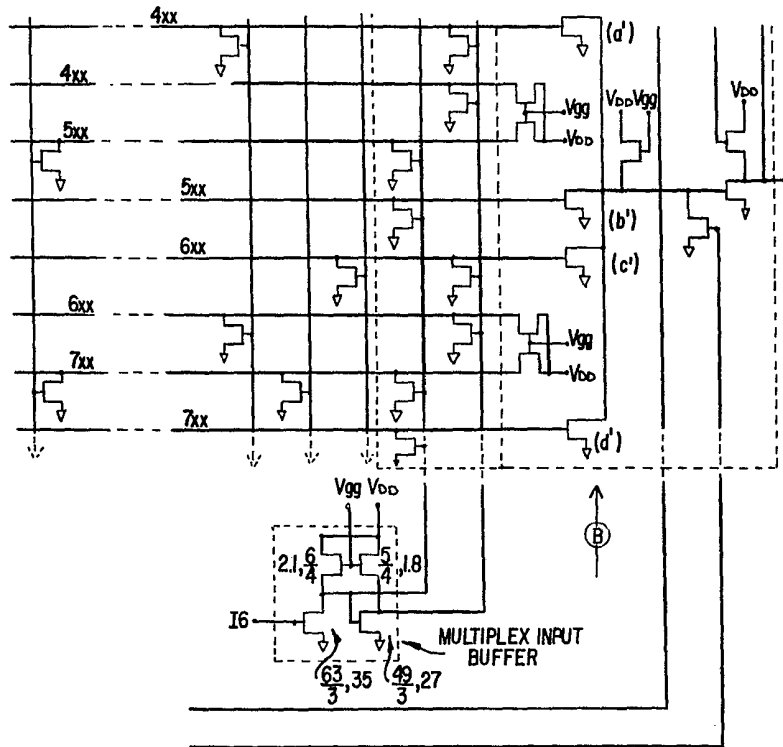 4xx
(a')
4xx
Vgg
VDD
VDD Vgg
VDD
5xx
5xx
(b')
6xx
(c')
6xx
Vgg
VDD
7xx
7xx
(d')
Vgg VDD
B
2.1, 6/4
5/4, 1.8
I6
MULTIPLEX INPUT
BUFFER
63/3, 35
49/3, 27